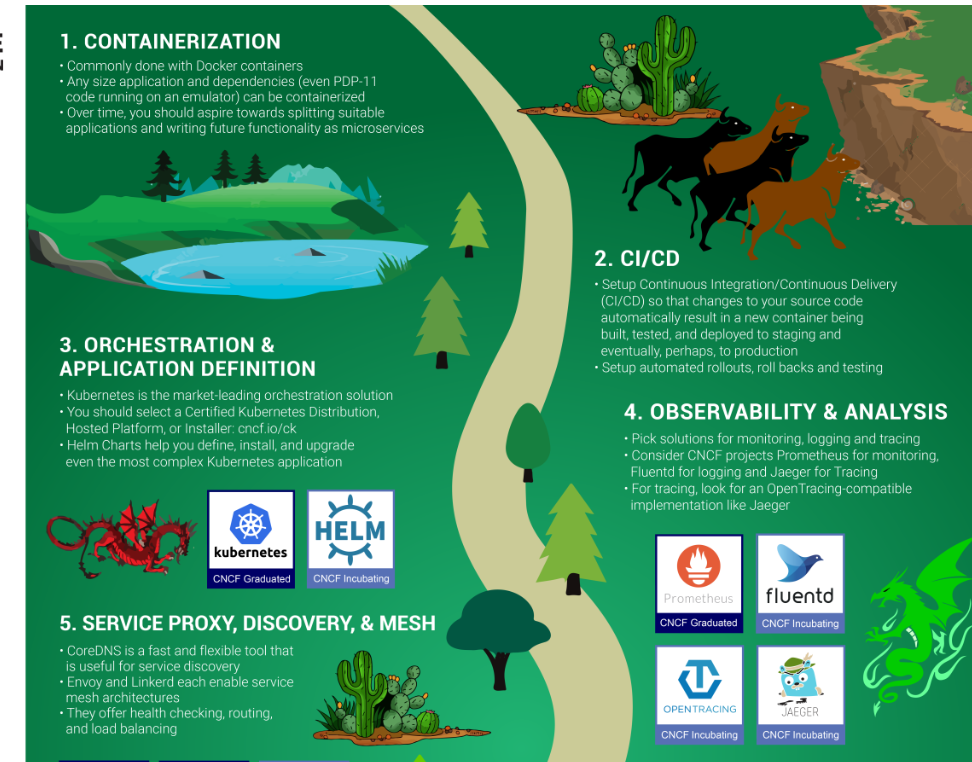 1. CONTAINERIZATION
• Commonly done with Docker containers
• Any size application and dependencies (even PDP-11
code running on an emulator) can be containerized
• Over time, you should aspire towards splitting suitable
applications and writing future functionality as microservices
2. CI/CD
• Setup Continuous Integration/Continuous Delivery
(CI/CD) so that changes to your source code
automatically result in a new container being
built, tested, and deployed to staging and
eventually, perhaps, to production
• Setup automated rollouts, roll backs and testing
3. ORCHESTRATION &
APPLICATION DEFINITION
• Kubernetes is the market-leading orchestration solution
• You should select a Certified Kubernetes Distribution,
Hosted Platform, or Installer: cncf.io/ck
• Helm Charts help you define, install, and upgrade
even the most complex Kubernetes application
kubernetes
CNCF Graduated
HELM
CNCF Incubating
4. OBSERVABILITY & ANALYSIS
• Pick solutions for monitoring, logging and tracing
• Consider CNCF projects Prometheus for monitoring,
Fluentd for logging and Jaeger for Tracing
• For tracing, look for an OpenTracing-compatible
implementation like Jaeger
Prometheus
CNCF Graduated
fluentd
CNCF Incubating
OPENTRACING
CNCF Incubating
JAEGER
CNCF Incubating
5. SERVICE PROXY, DISCOVERY, & MESH
• CoreDNS is a fast and flexible tool that
is useful for service discovery
• Envoy and Linkerd each enable service
mesh architectures
• They offer health checking, routing,
and load balancing